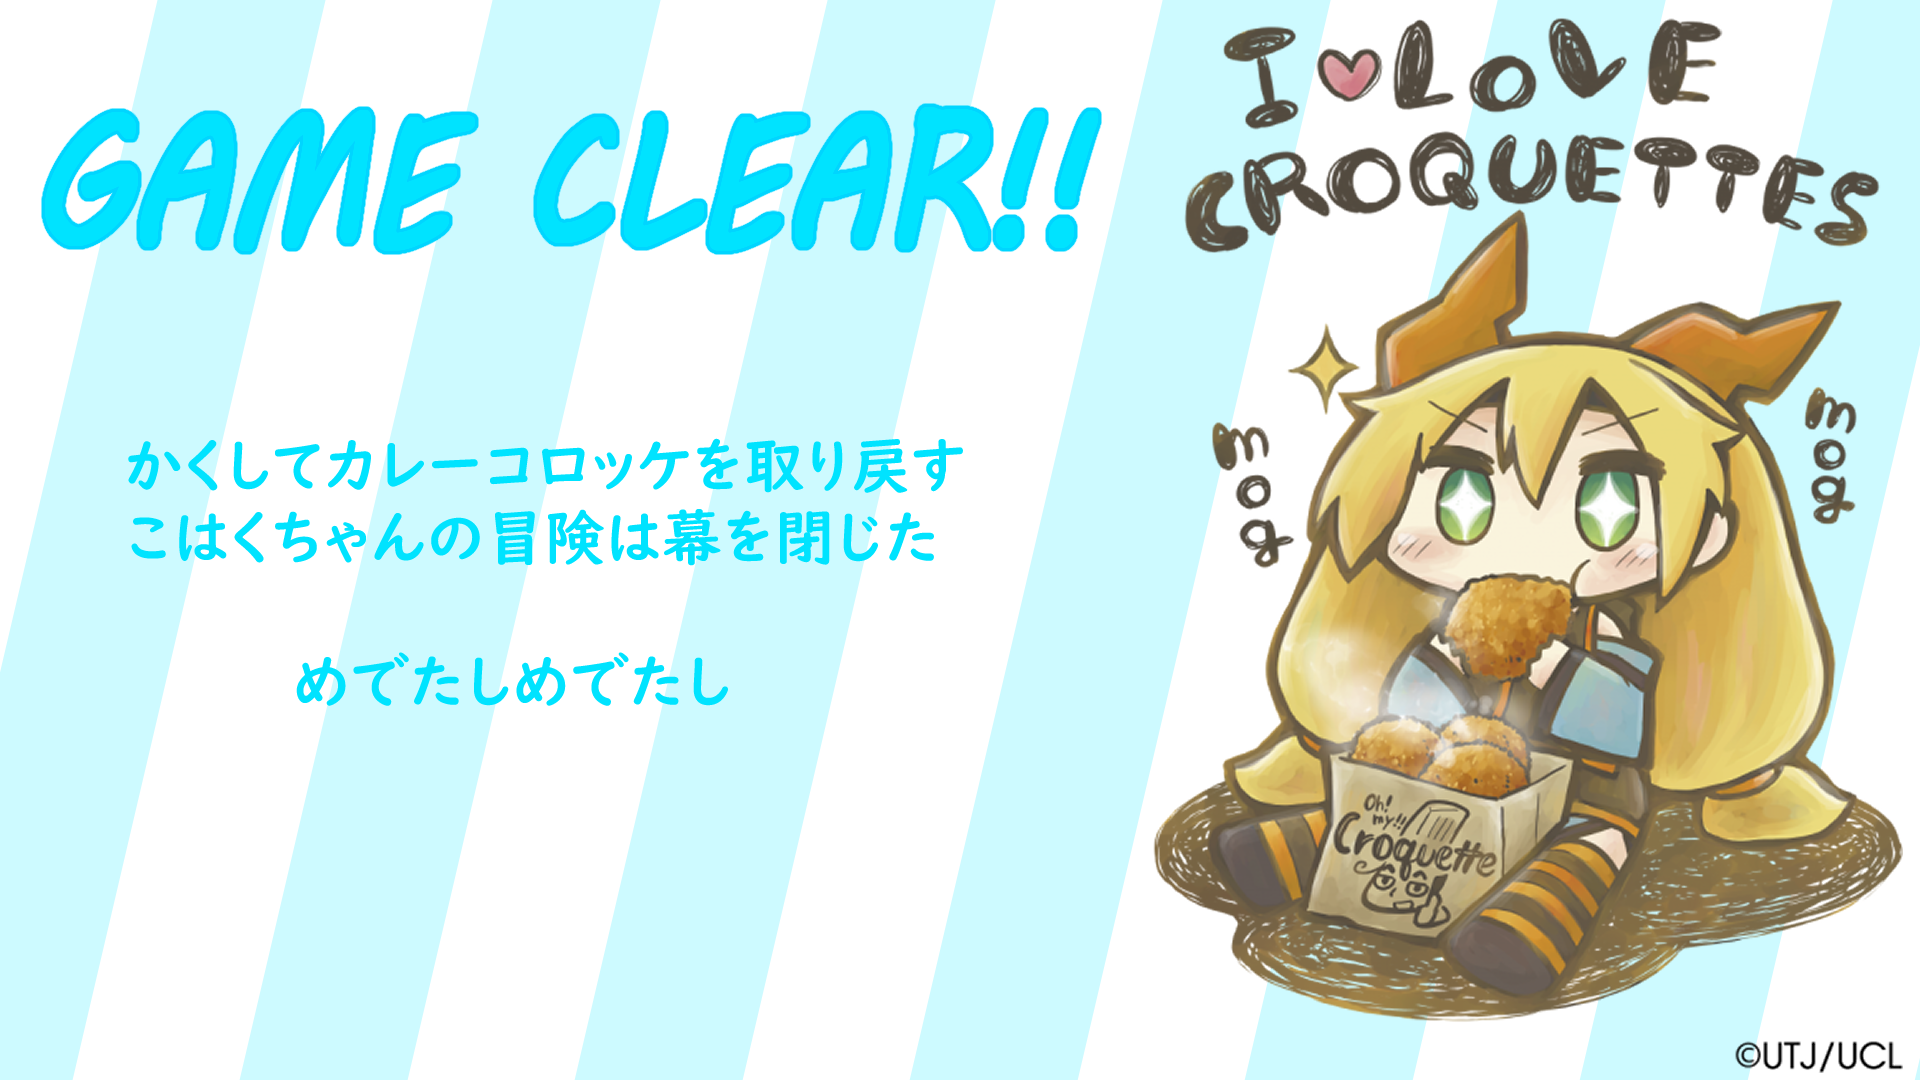 GAME CLEAR!!
かくしてカレーコロッケを取り戻す
こはくちゃんの冒険は幕を閉じた
めでたしめでたし
I♥LOVE
CROQUETTES
mog
mog
Oh!
my!!
Croquette
©UTJ/UCL